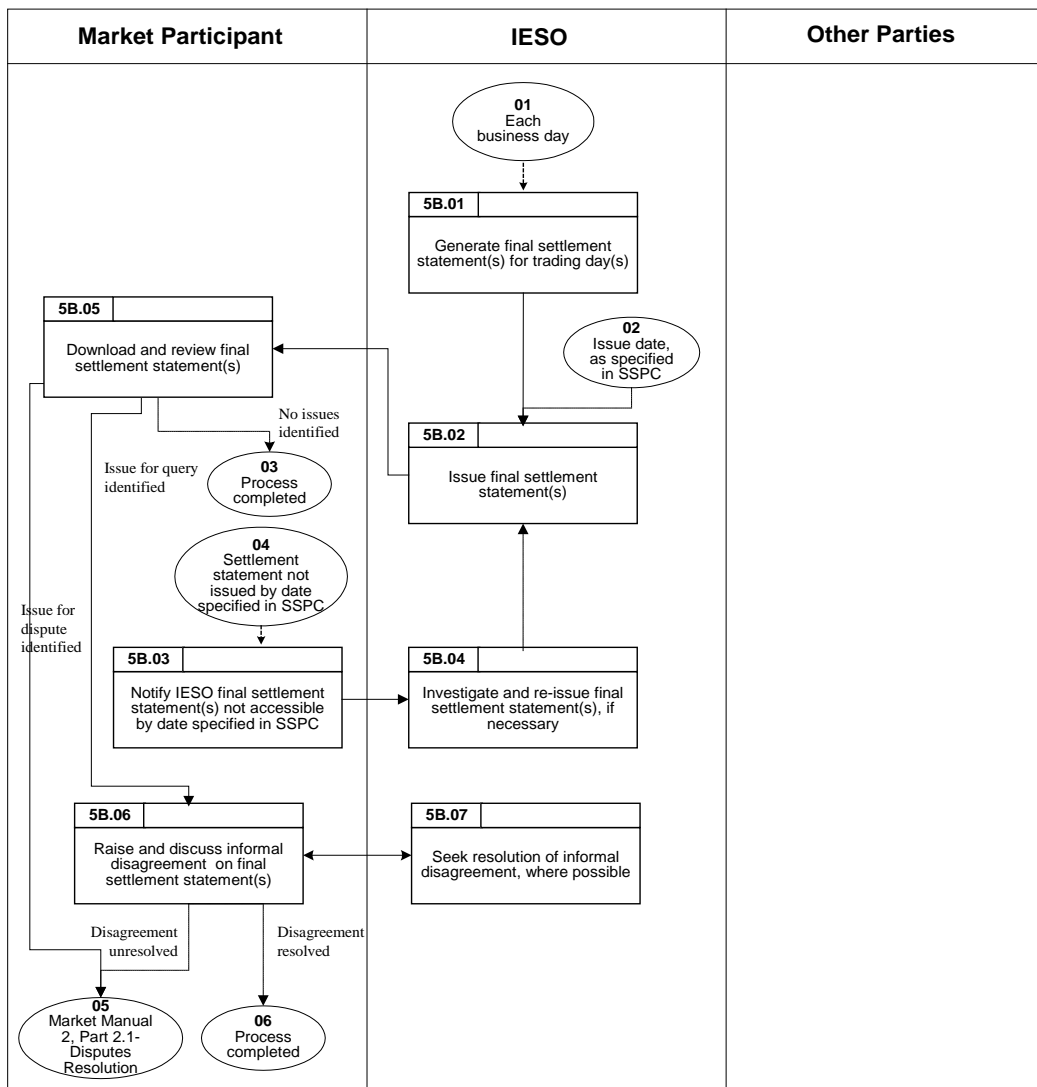 Market Participant
IESO
Other Parties
01
Each
business day
5B.01
Generate final settlement
statement(s) for trading day(s)
5B.05
Download and review final
settlement statement(s)
02
Issue date,
as specified
in SSPC
No issues
identified
5B.02
Issue final settlement
statement(s)
Issue for query
identified
03
Process
completed
04
Settlement
statement not
issued by date
specified in SSPC
Issue for
dispute
identified
5B.03
Notify IESO final settlement
statement(s) not accessible
by date specified in SSPC
5B.04
Investigate and re-issue final
settlement statement(s), if
necessary
5B.06
Raise and discuss informal
disagreement on final
settlement statement(s)
5B.07
Seek resolution of informal
disagreement, where possible
Disagreement
unresolved
Disagreement
resolved
05
Market Manual
2, Part 2.1-
Disputes
Resolution
06
Process
completed